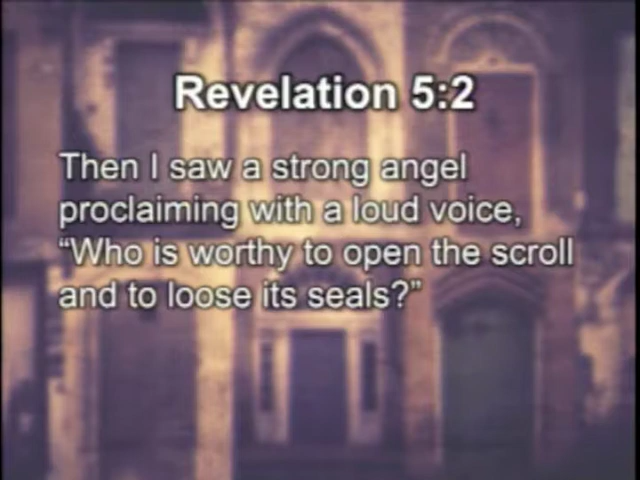 Revelation 5:2
Then I saw a strong angel
proclaiming with a loud voice,
“Who is worthy to open the scroll
and to loose its seals?”